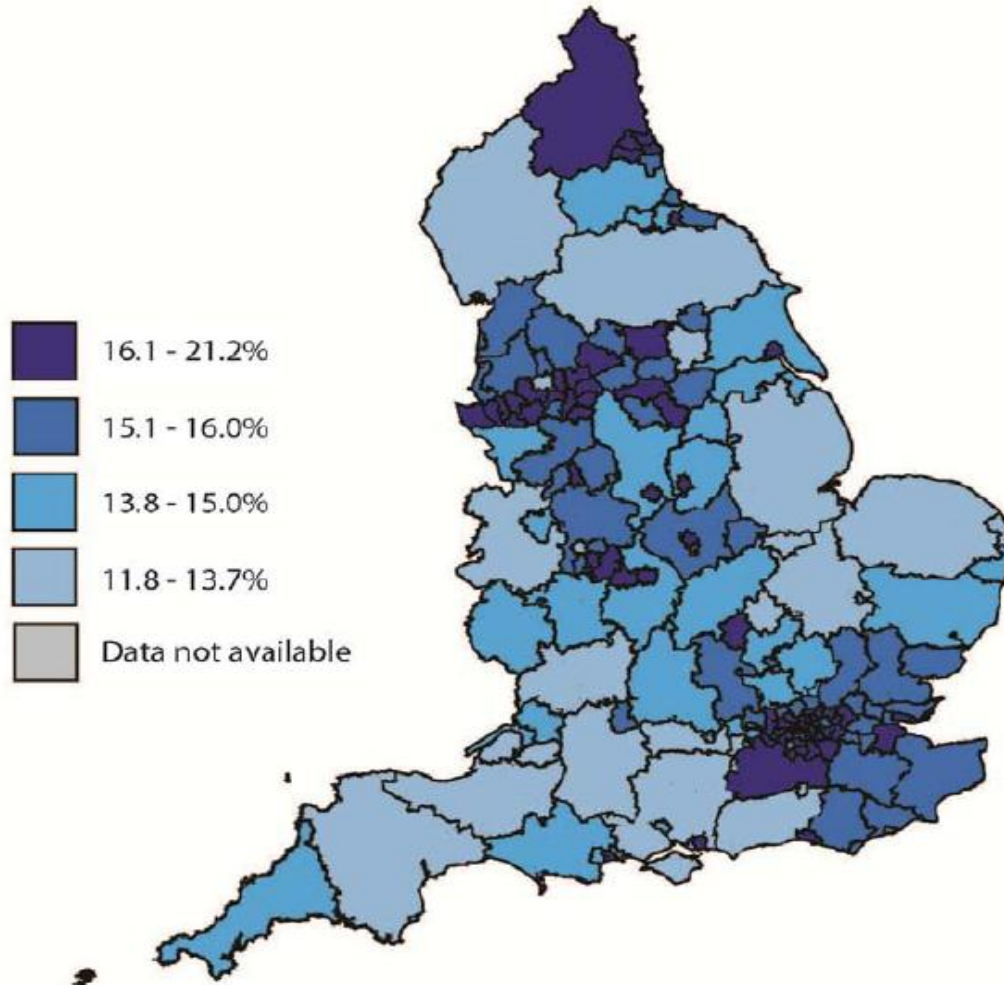 16.1 - 21.2%
15.1 - 16.0%
13.8 - 15.0%
11.8 - 13.7%
Data not available